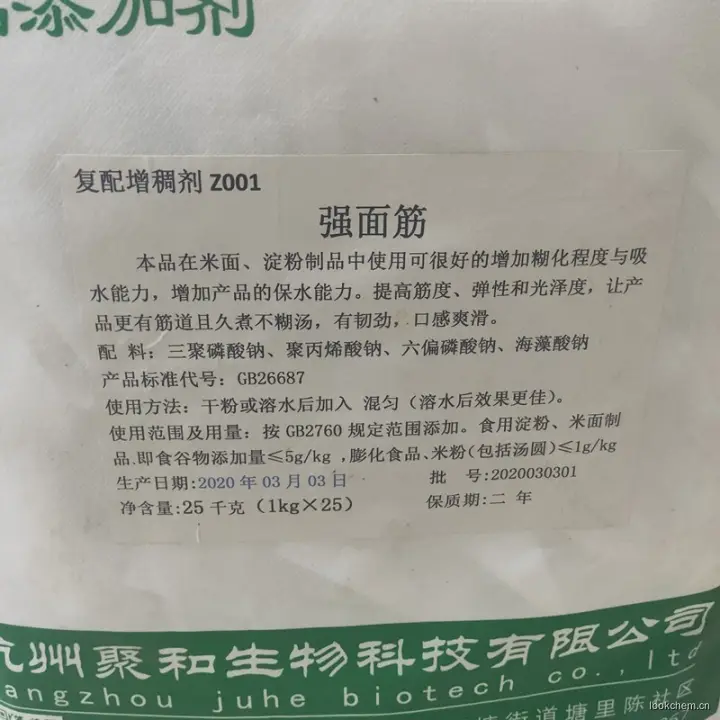 添加剂
复配增稠剂 Z001
强面筋
本品在米面、淀粉制品中使用可很好的增加糊化程度与吸
水能力，增加产品的保水能力。提高筋度、弹性和光泽度，让产
品更有筋道且久煮不糊汤，有韧劲，口感爽滑。
配 料：三聚磷酸钠、聚丙烯酸钠、六偏磷酸钠、海藻酸钠
产品标准代号：GB26687
使用方法：干粉或溶水后加入 混匀（溶水后效果更佳）。
使用范围及用量：按 GB2760 规定范围添加。食用淀粉、米面制
品.即食谷物添加量≤5g/kg ,膨化食品、米粉(包括汤圆)≤1g/kg
生产日期:2020 年 03 月 03 日 批 号:2020030301
净含量:25 千克（1kg×25） 保质期:二 年
杭州聚和生物科技有限公司
angzhou juhe biotech co., ltd
街道塘里陈社区
lookchem.cn